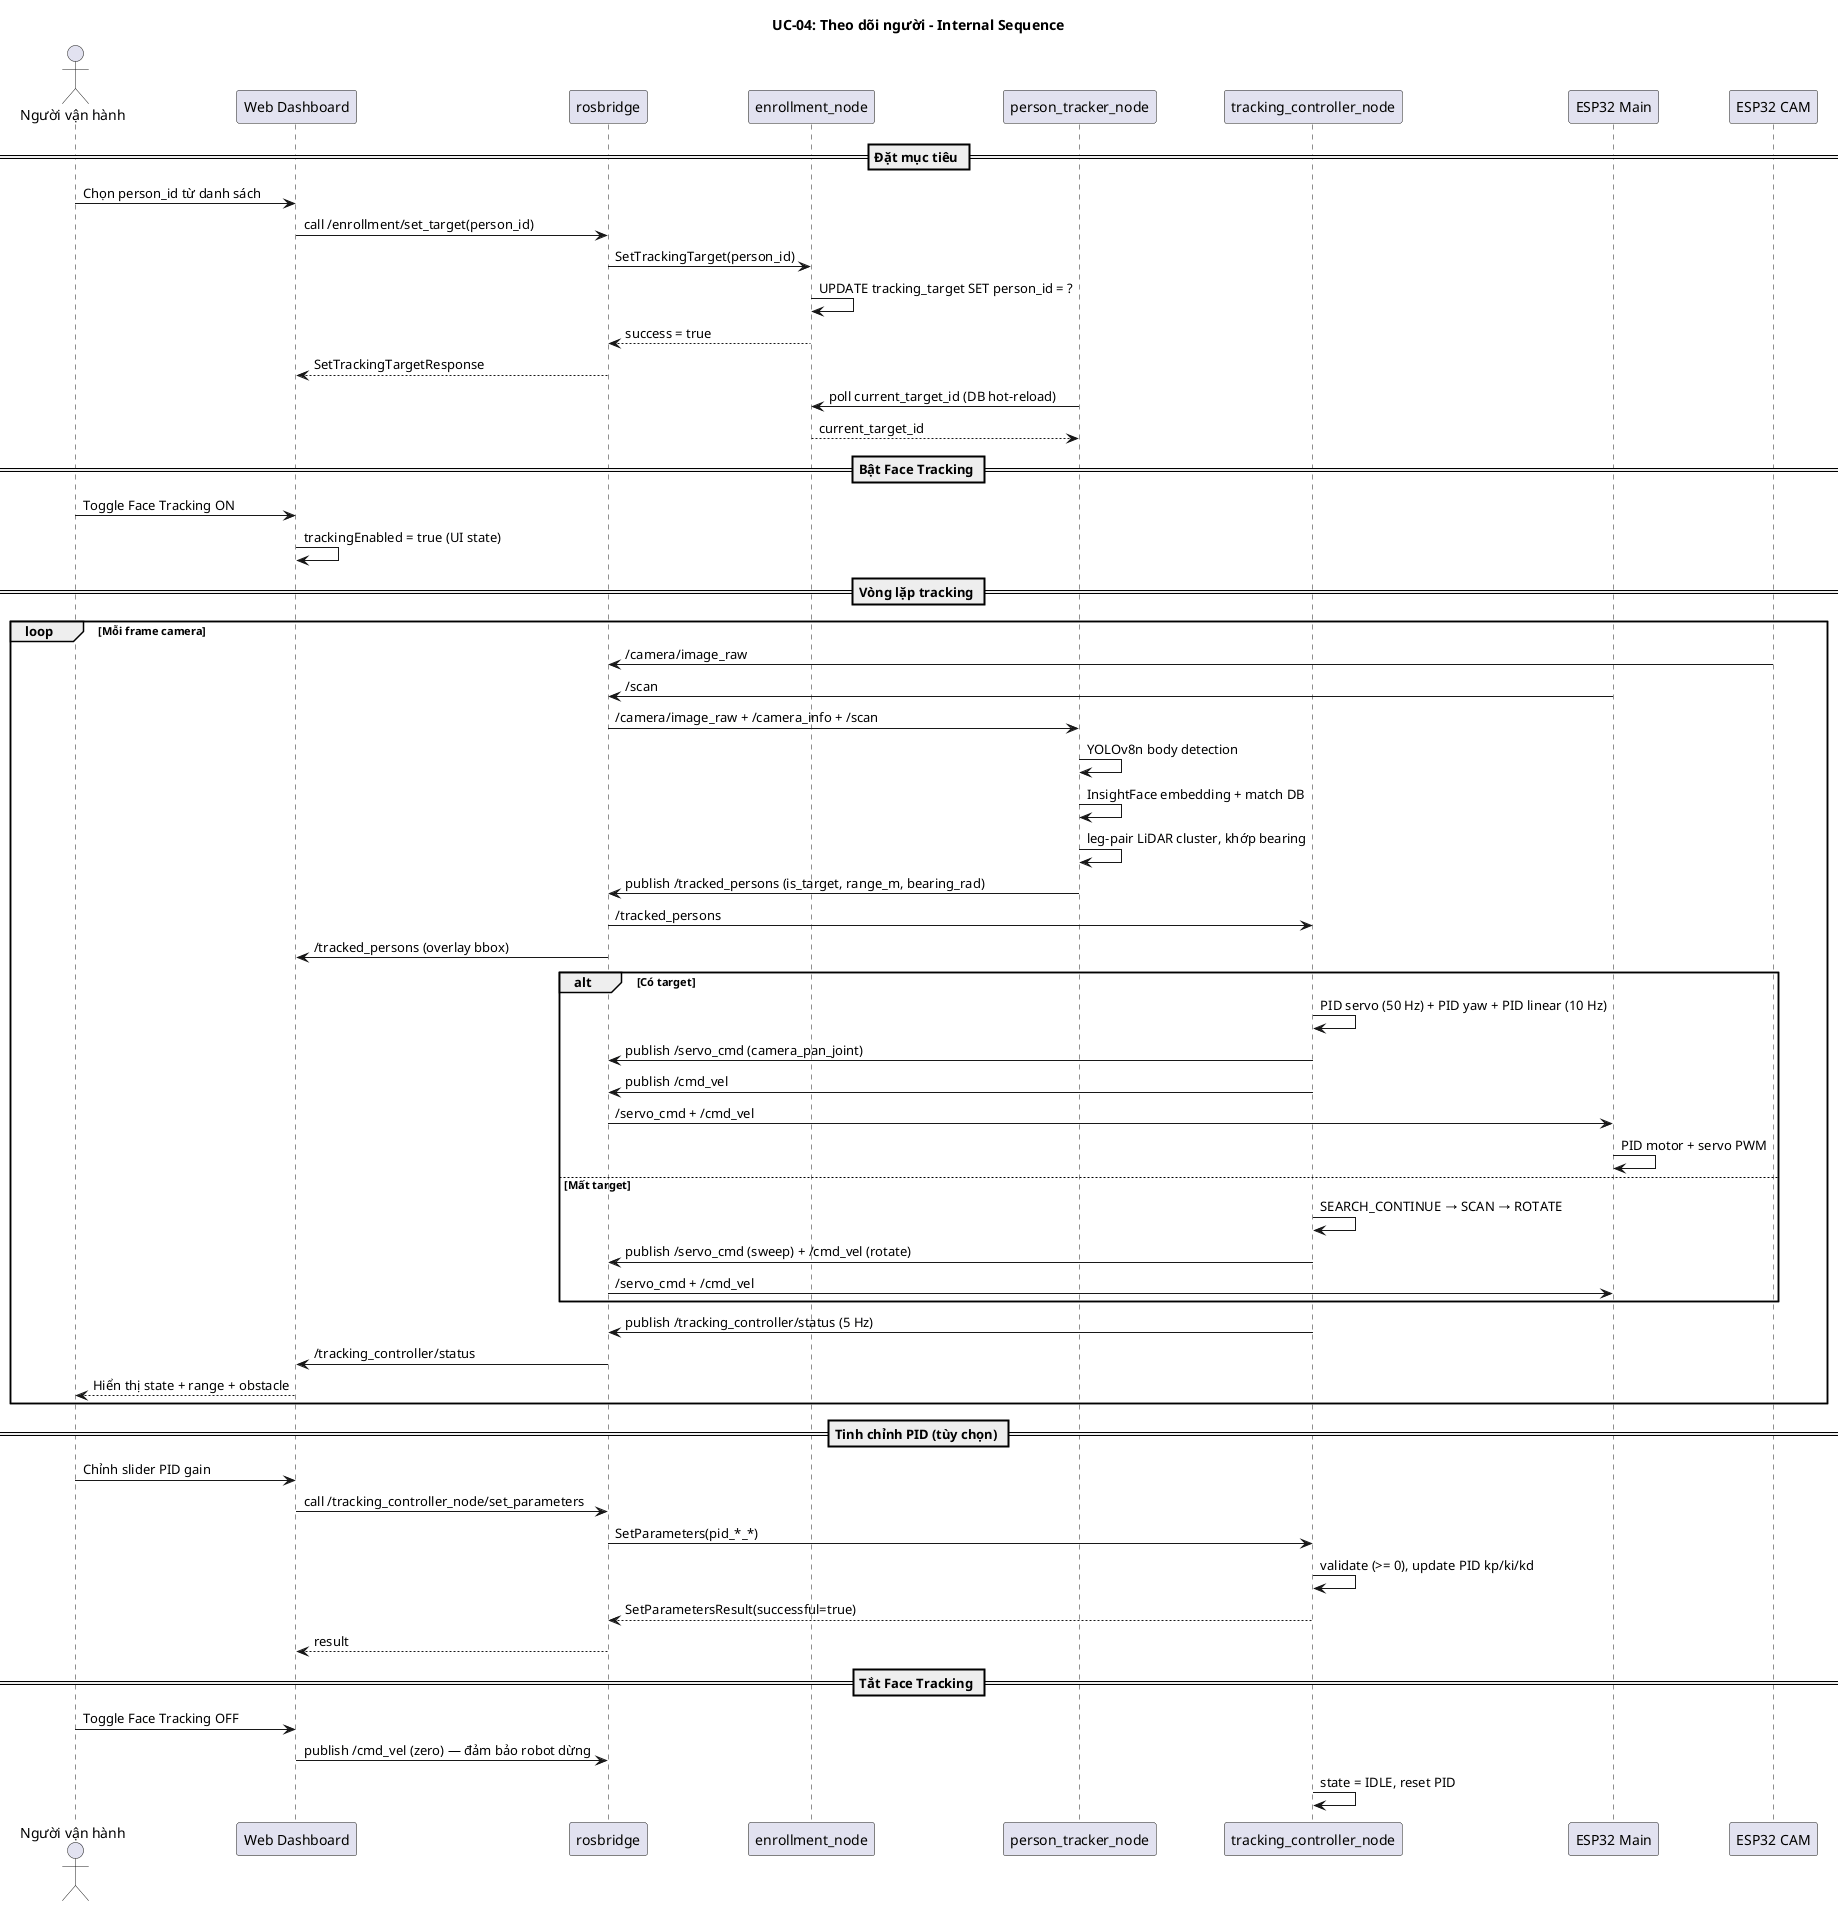 UC-04: Theo dõi người - Internal Sequence
Người vận hành
Web Dashboard
rosbridge
enrollment_node
person_tracker_node
tracking_controller_node
ESP32 Main
ESP32 CAM
Đặt mục tiêu
Chọn person_id từ danh sách
call /enrollment/set_target(person_id)
SetTrackingTarget(person_id)
UPDATE tracking_target SET person_id = ?
success = true
SetTrackingTargetResponse
poll current_target_id (DB hot-reload)
current_target_id
Bật Face Tracking
Toggle Face Tracking ON
trackingEnabled = true (UI state)
Vòng lặp tracking
loop [Mỗi frame camera]
/camera/image_raw
/scan
/camera/image_raw + /camera_info + /scan
YOLOv8n body detection
InsightFace embedding + match DB
leg-pair LiDAR cluster, khớp bearing
publish /tracked_persons (is_target, range_m, bearing_rad)
/tracked_persons
/tracked_persons (overlay bbox)
alt [Có target]
PID servo (50 Hz) + PID yaw + PID linear (10 Hz)
publish /servo_cmd (camera_pan_joint)
publish /cmd_vel
/servo_cmd + /cmd_vel
PID motor + servo PWM
[Mất target]
SEARCH_CONTINUE → SCAN → ROTATE
publish /servo_cmd (sweep) + /cmd_vel (rotate)
/servo_cmd + /cmd_vel
publish /tracking_controller/status (5 Hz)
/tracking_controller/status
Hiển thị state + range + obstacle
Tinh chỉnh PID (tùy chọn)
Chỉnh slider PID gain
call /tracking_controller_node/set_parameters
SetParameters(pid_*_*)
validate (>= 0), update PID kp/ki/kd
SetParametersResult(successful=true)
result
Tắt Face Tracking
Toggle Face Tracking OFF
publish /cmd_vel (zero) — đảm bảo robot dừng
state = IDLE, reset PID
Người vận hành
Web Dashboard
rosbridge
enrollment_node
person_tracker_node
tracking_controller_node
ESP32 Main
ESP32 CAM